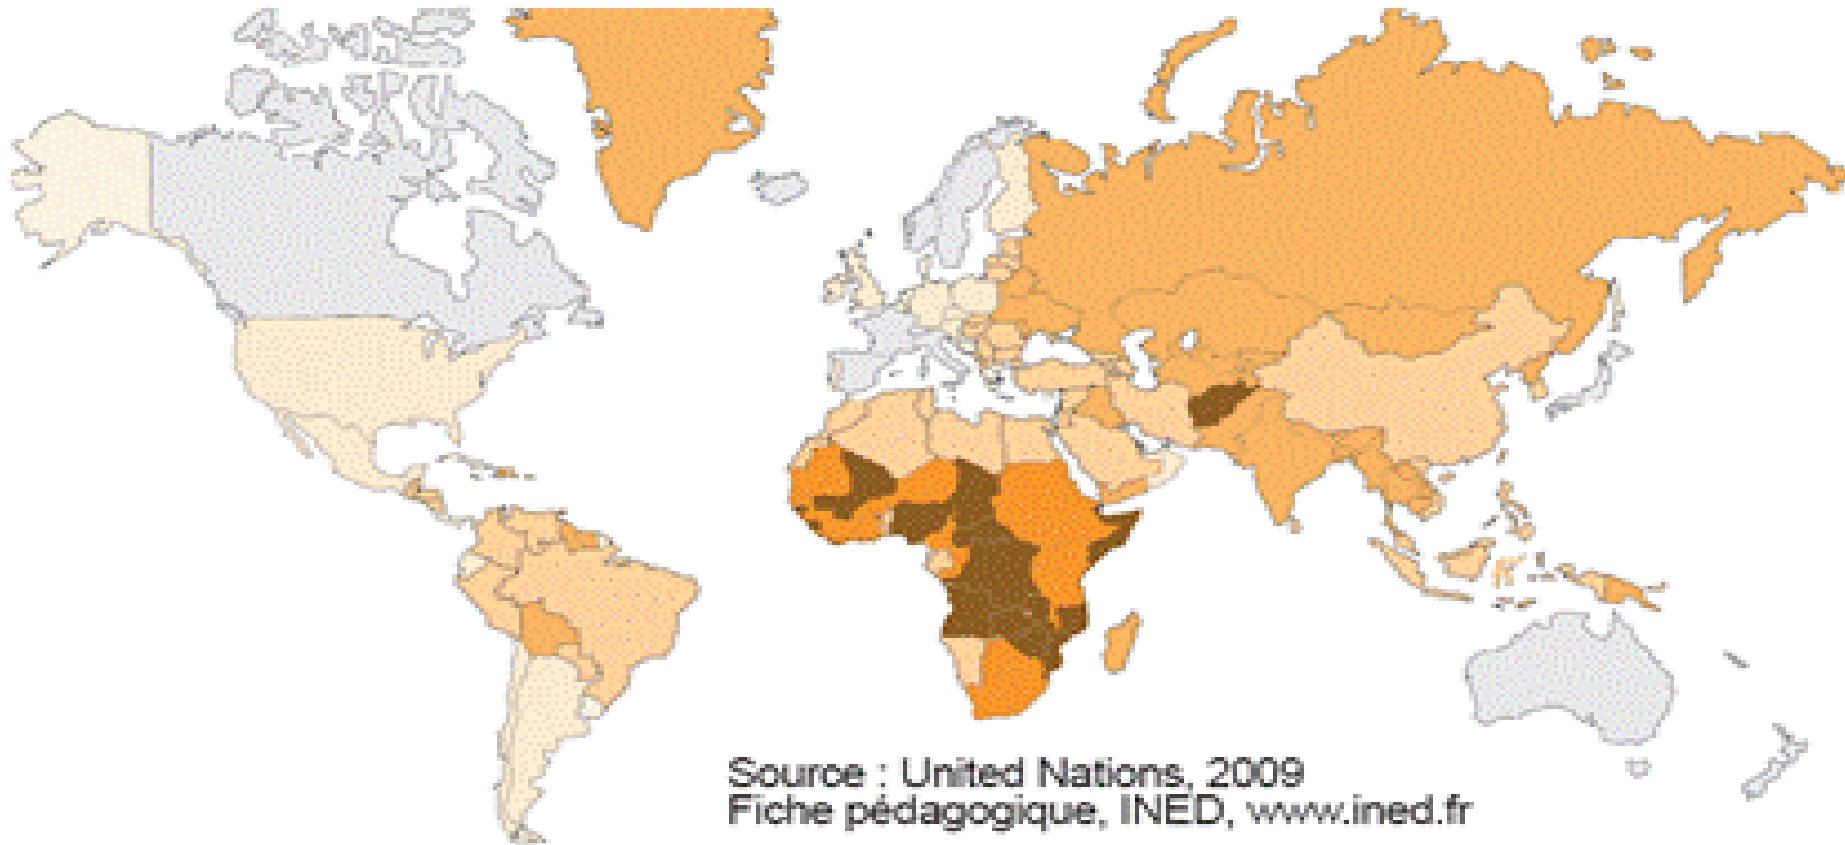 Source : United Nations, 2009
Fiche pédagogique, INED, www.ined.fr